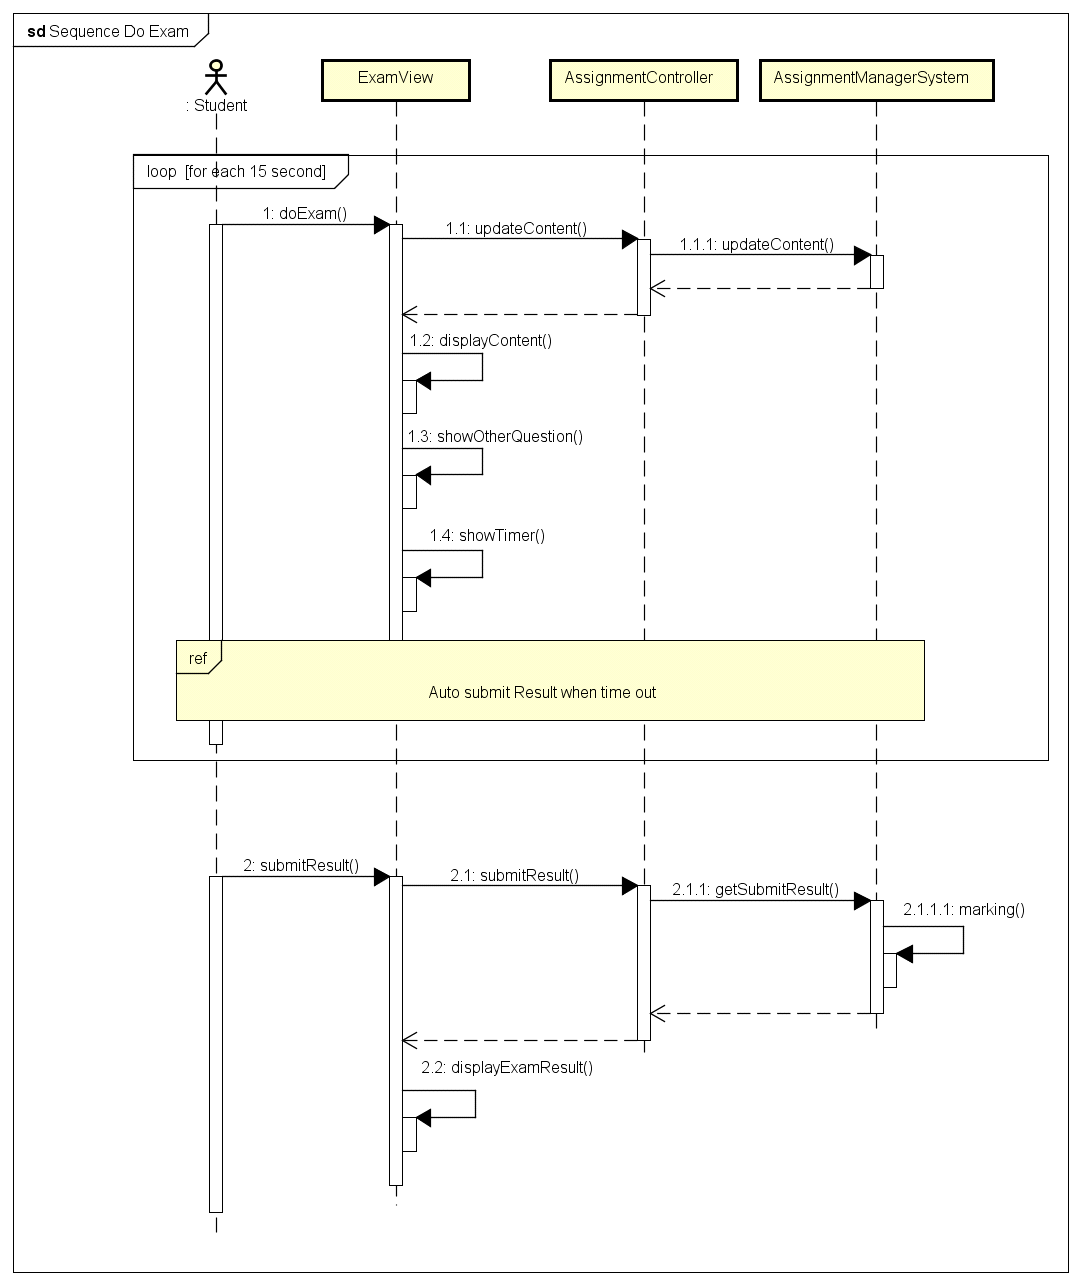 sd Sequence Do Exam
: Student
ExamView
AssignmentController
AssignmentManagerSystem
loop [for each 15 second]
1: doExam()
1.1: updateContent()
1.1.1: updateContent()
1.2: displayContent()
1.3: showOtherQuestion()
1.4: showTimer()
ref
Auto submit Result when time out
2: submitResult()
2.1: submitResult()
2.1.1: getSubmitResult()
2.1.1.1: marking()
2.2: displayExamResult()